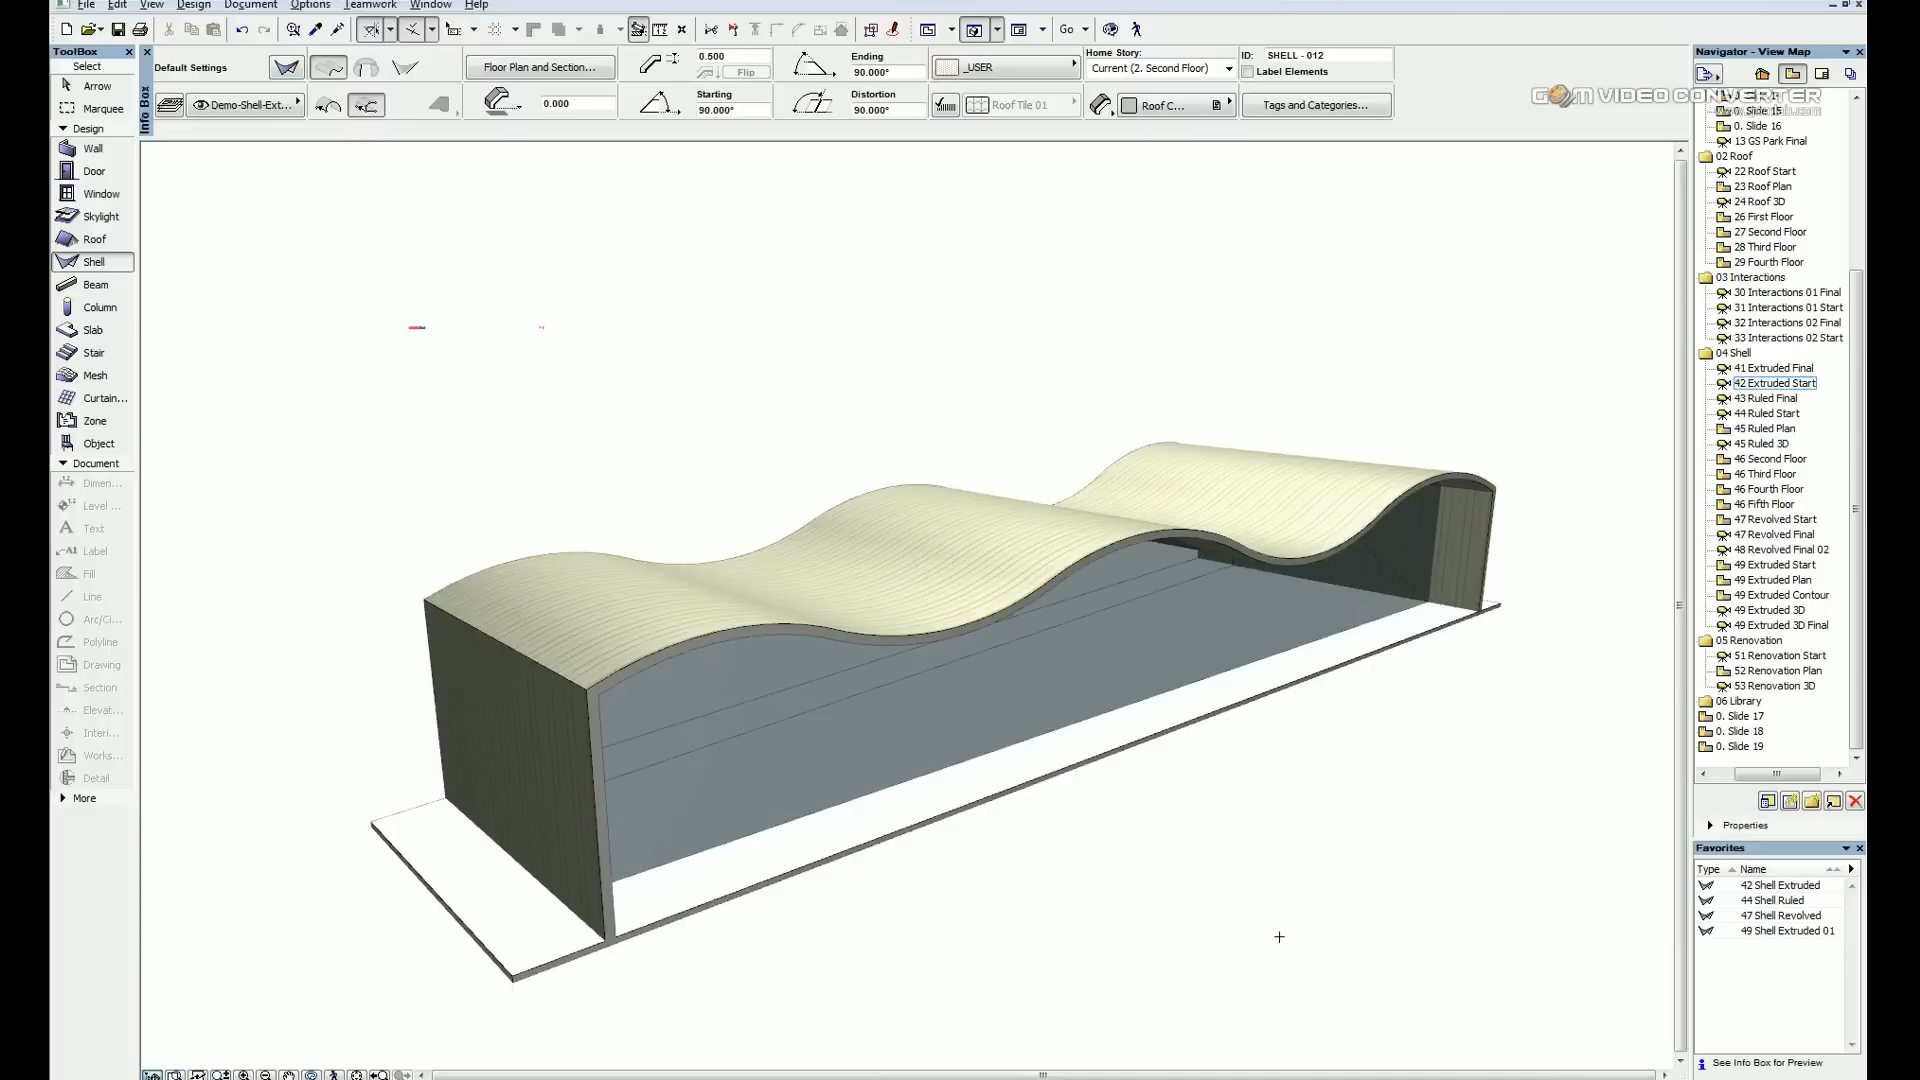 File Edit View Design Document Options Teamwork Window Help
Go
ToolBox
Select
Arrow
Marquee
Design
Wall
Door
Window
Skylight
Roof
Shell
Beam
Column
Slab
Stair
Mesh
Curtain...
Zone
Object
Document
Dimen...
Level ...
Text
Label
Fill
Line
Arc/Ci...
Polyline
Drawing
Section
Elevat...
Interi...
Works...
Detail
More
Info Box
Default Settings
Demo-Shell-Ext...
Floor Plan and Section...
0.000
0.500
Flip
Starting
90.000°
Ending
90.000°
Distortion
90.000°
_USER
Roof Tile 01
Home Story:
Current (2. Second Floor)
Roof C...
ID: SHELL - 012
Label Elements
Tags and Categories...
GOM VIDEO CONVERTER
Navigator - View Map
0. Slide 15
0. Slide 16
13 GS Park Final
02 Roof
22 Roof Start
23 Roof Plan
24 Roof 3D
26 First Floor
27 Second Floor
28 Third Floor
29 Fourth Floor
03 Interactions
30 Interactions 01 Final
31 Interactions 01 Start
32 Interactions 02 Final
33 Interactions 02 Start
04 Shell
41 Extruded Final
42 Extruded Start
43 Ruled Final
44 Ruled Start
45 Ruled Plan
45 Ruled 3D
46 Second Floor
46 Third Floor
46 Fourth Floor
46 Fifth Floor
47 Revolved Start
47 Revolved Final
48 Revolved Final 02
49 Extruded Start
49 Extruded Plan
49 Extruded Contour
49 Extruded 3D
49 Extruded 3D Final
05 Renovation
51 Renovation Start
52 Renovation Plan
53 Renovation 3D
06 Library
0. Slide 17
0. Slide 18
0. Slide 19
Properties
Favorites
Type Name
42 Shell Extruded
44 Shell Ruled
47 Shell Revolved
49 Shell Extruded 01
See Info Box for Preview